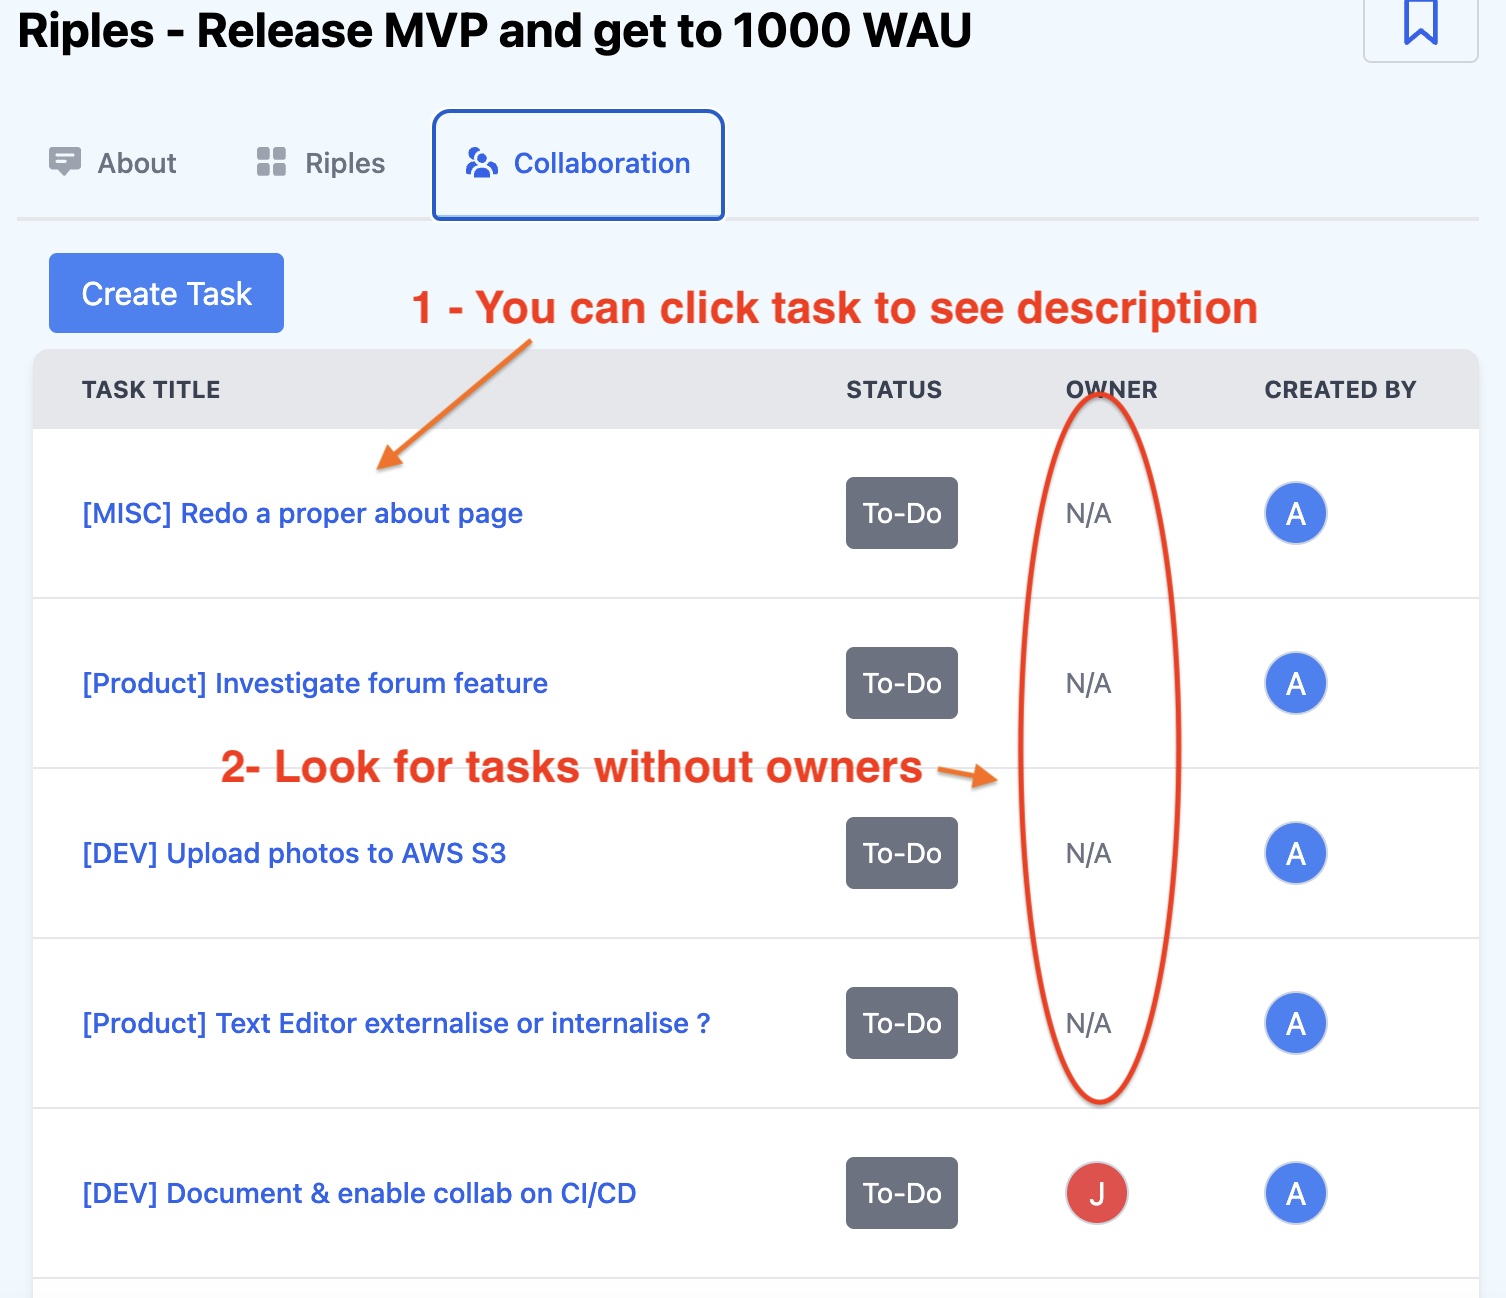 Riples - Release MVP and get to 1000 WAU
About Riples Collaboration
Create Task
1 - You can click task to see description
TASK TITLE STATUS OWNER CREATED BY
[MISC] Redo a proper about page To-Do N/A A
[Product] Investigate forum feature To-Do N/A A
2- Look for tasks without owners
[DEV] Upload photos to AWS S3 To-Do N/A A
[Product] Text Editor externalise or internalise ? To-Do N/A A
[DEV] Document & enable collab on CI/CD To-Do J A